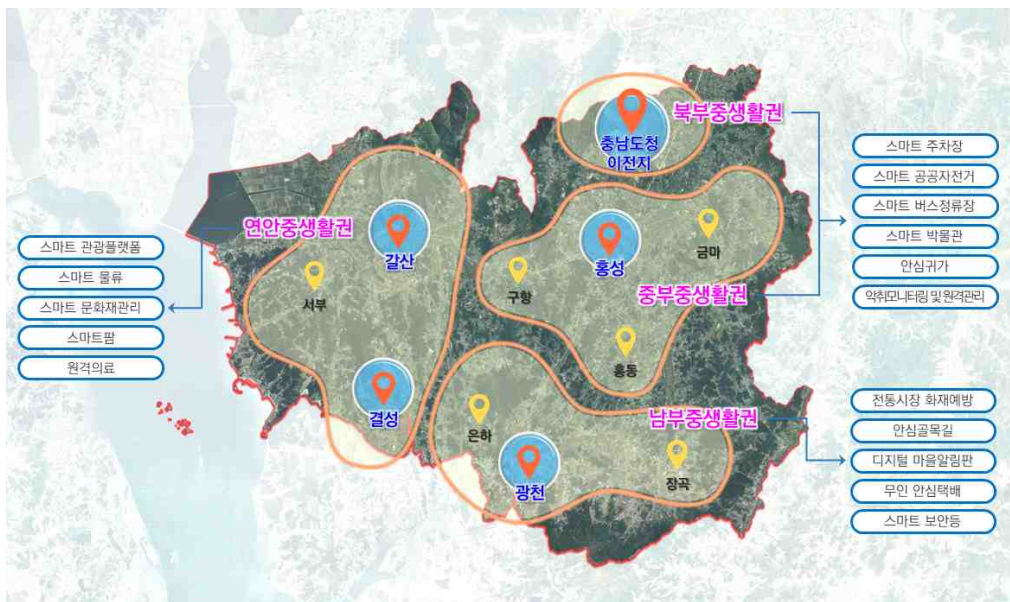 북부중생활권
충남도청
이전지
스마트 주차장
스마트 공공자전거
스마트 버스정류장
스마트 박물관
안심귀가
악취모니터링 및 원격관리
연안중생활권
갈산
서부
결성
스마트 관광플랫폼
스마트 물류
스마트 문화재관리
스마트팜
원격의료
홍성
금마
구항
중부중생활권
홍동
남부중생활권
은하
광천
장곡
전통시장 화재예방
안심골목길
디지털 마을알림판
무인 안심택배
스마트 보안등